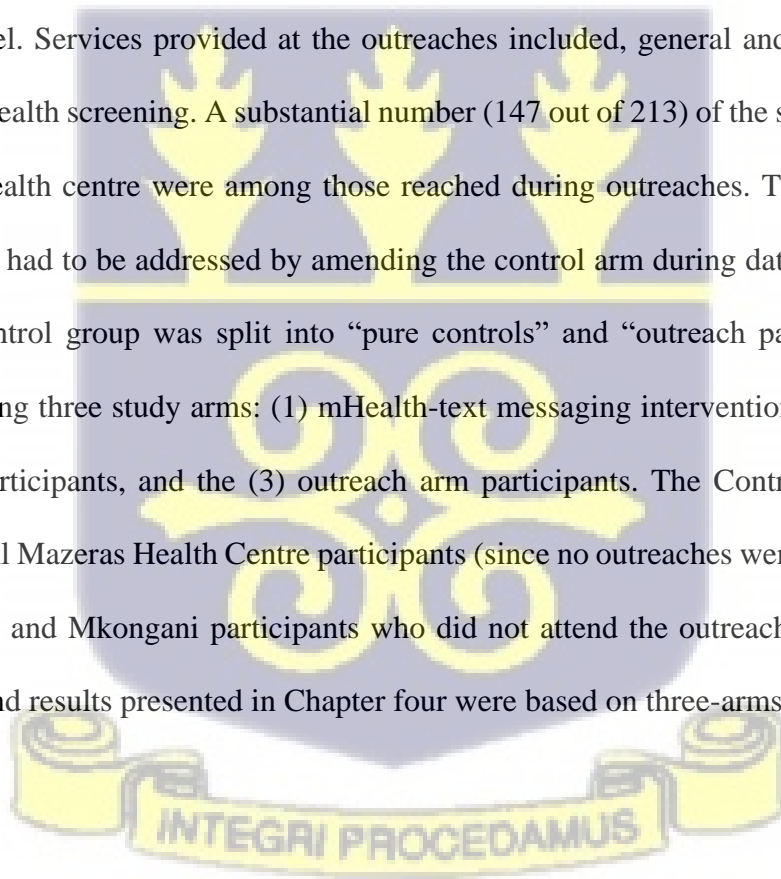 el. Services provided at the outreaches included, general and
ealth screening. A substantial number (147 out of 213) of the s
ealth centre were among those reached during outreaches. T
had to be addressed by amending the control arm during dat
ntrol group was split into “pure controls” and “outreach pa
ng three study arms: (1) mHealth-text messaging intervention
rticipants, and the (3) outreach arm participants. The Contr
l Mazeras Health Centre participants (since no outreaches wer
and Mkongani participants who did not attend the outreach
nd results presented in Chapter four were based on three-arms
INTEGRI PROCEDAMUS